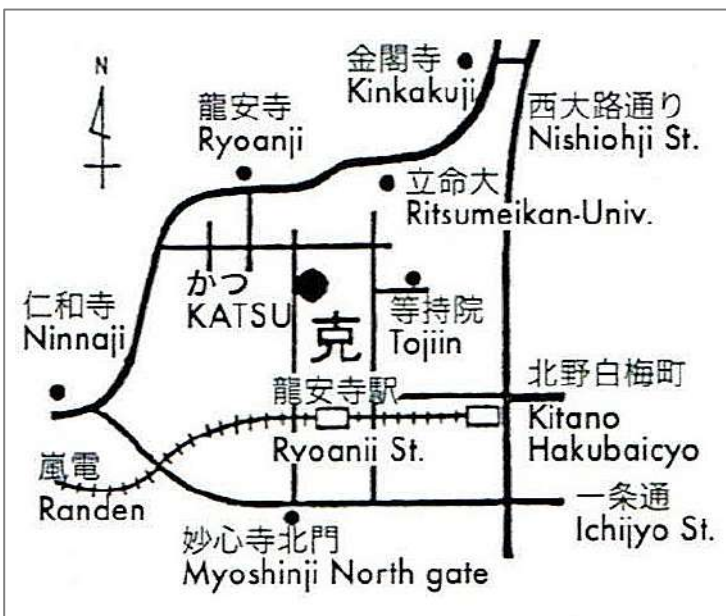 N
金閣寺
Kinkakuji
西大路通り
Nishiohji St.
龍安寺
Ryoanji
立命大
Ritsumeikan-Univ.
かつ
KATSU
克
等持院
Tojiin
仁和寺
Ninnaji
龍安寺駅
Ryoanii St.
北野白梅町
Kitano
Hakubaicyo
嵐電
Randen
一条通
Ichijyo St.
妙心寺北門
Myoshinji North gate